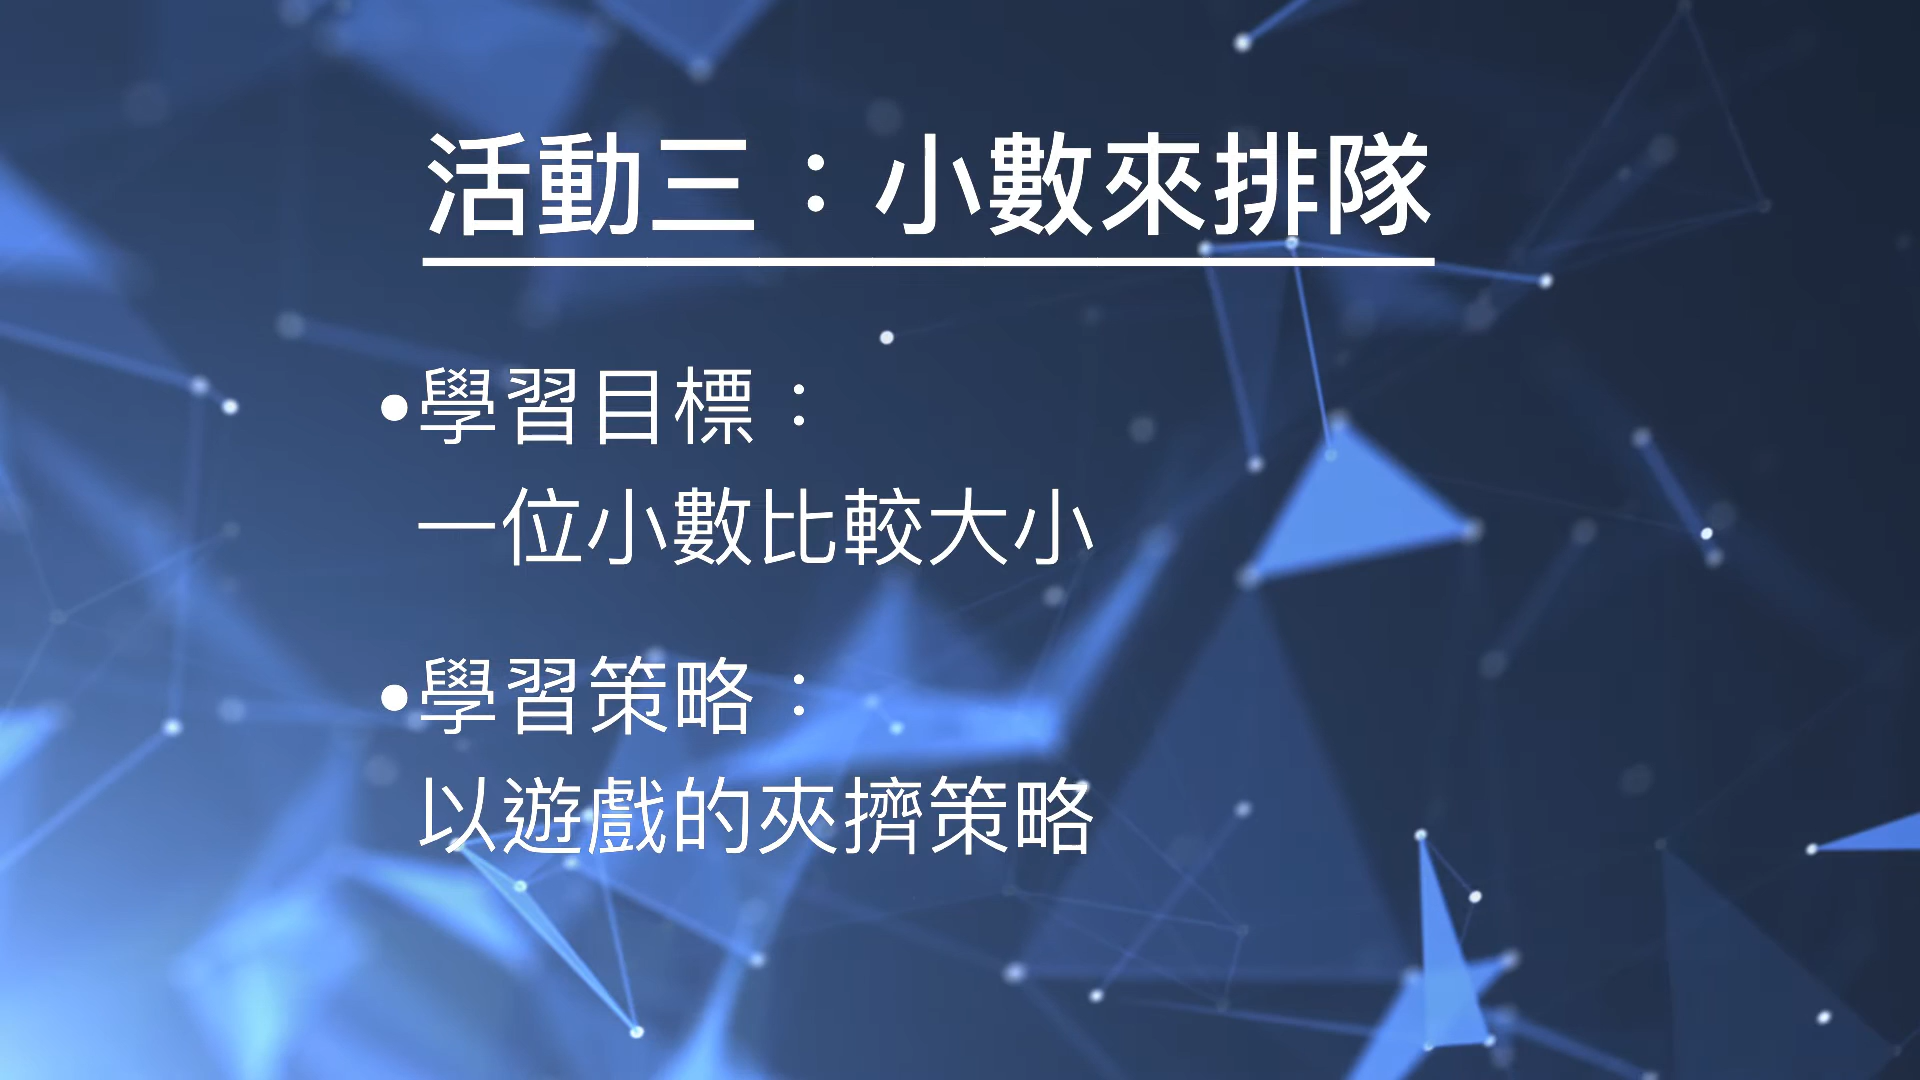 活動三：小數來排隊
•學習目標：
一位小數比較大小
•學習策略：
以遊戲的夾擠策略